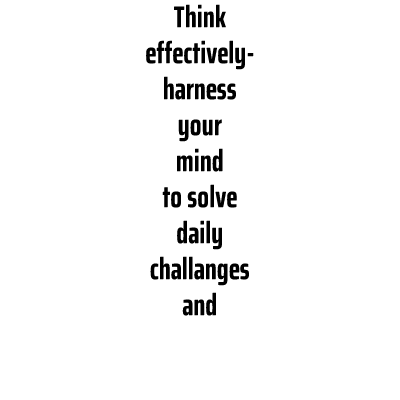 Think
effectively-
harness
your
mind
to solve
daily
challanges
and